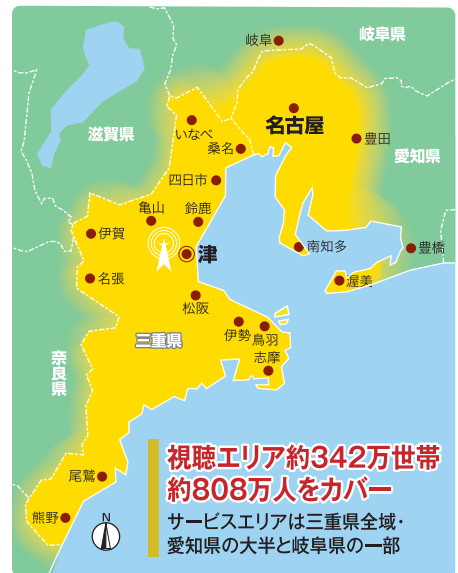 岐阜
岐阜県
名古屋
いなべ
豊田
滋賀県
桑名
愛知県
四日市
亀山
鈴鹿
伊賀
津
南知多
豊橋
名張
渥美
松阪
伊勢
鳥羽
三重県
志摩
奈良県
視聴エリア約342万世帯
約808万人をカバー
尾鷲
サービスエリアは三重県全域・
愛知県の大半と岐阜県の一部
熊野
N